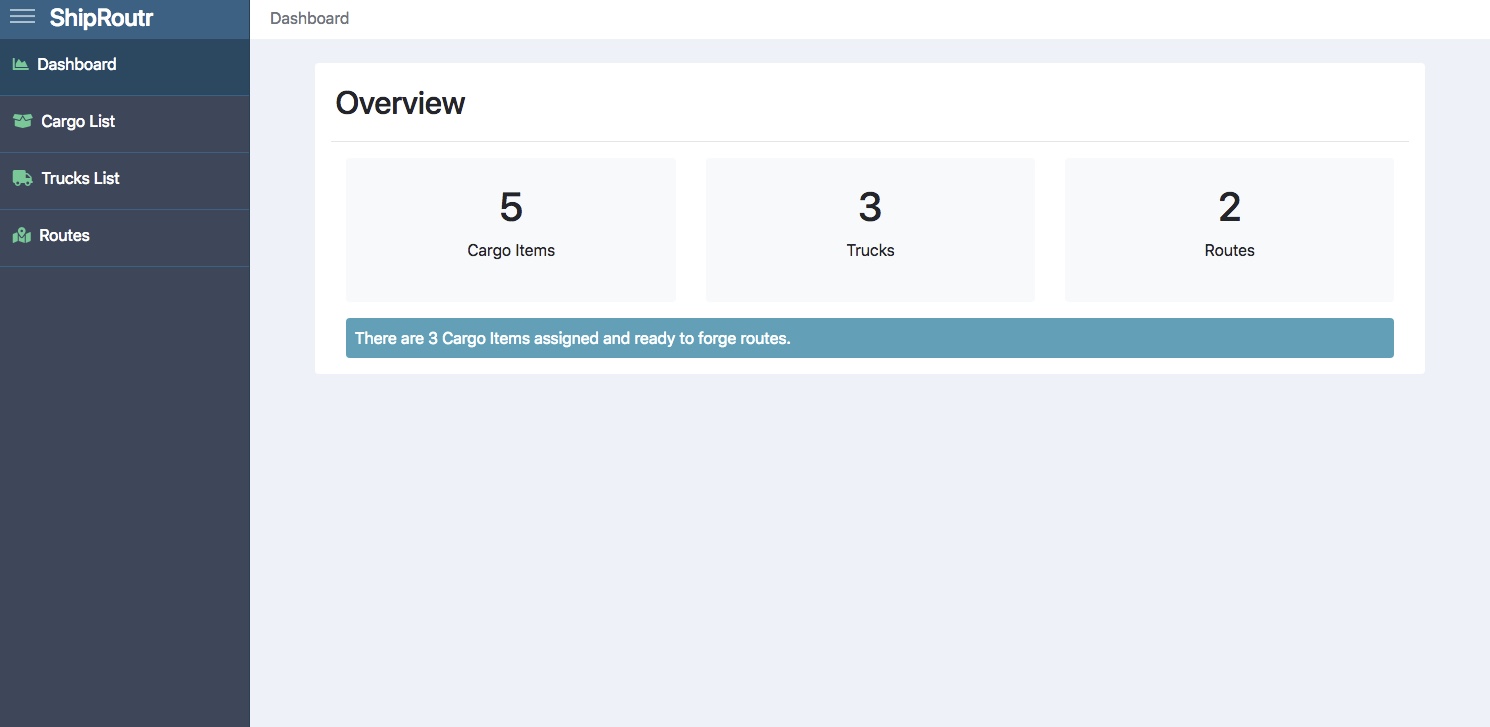 ShipRoutr
Dashboard
Dashboard
Cargo List
Trucks List
Routes
Overview
5
Cargo Items
3
Trucks
2
Routes
There are 3 Cargo Items assigned and ready to forge routes.